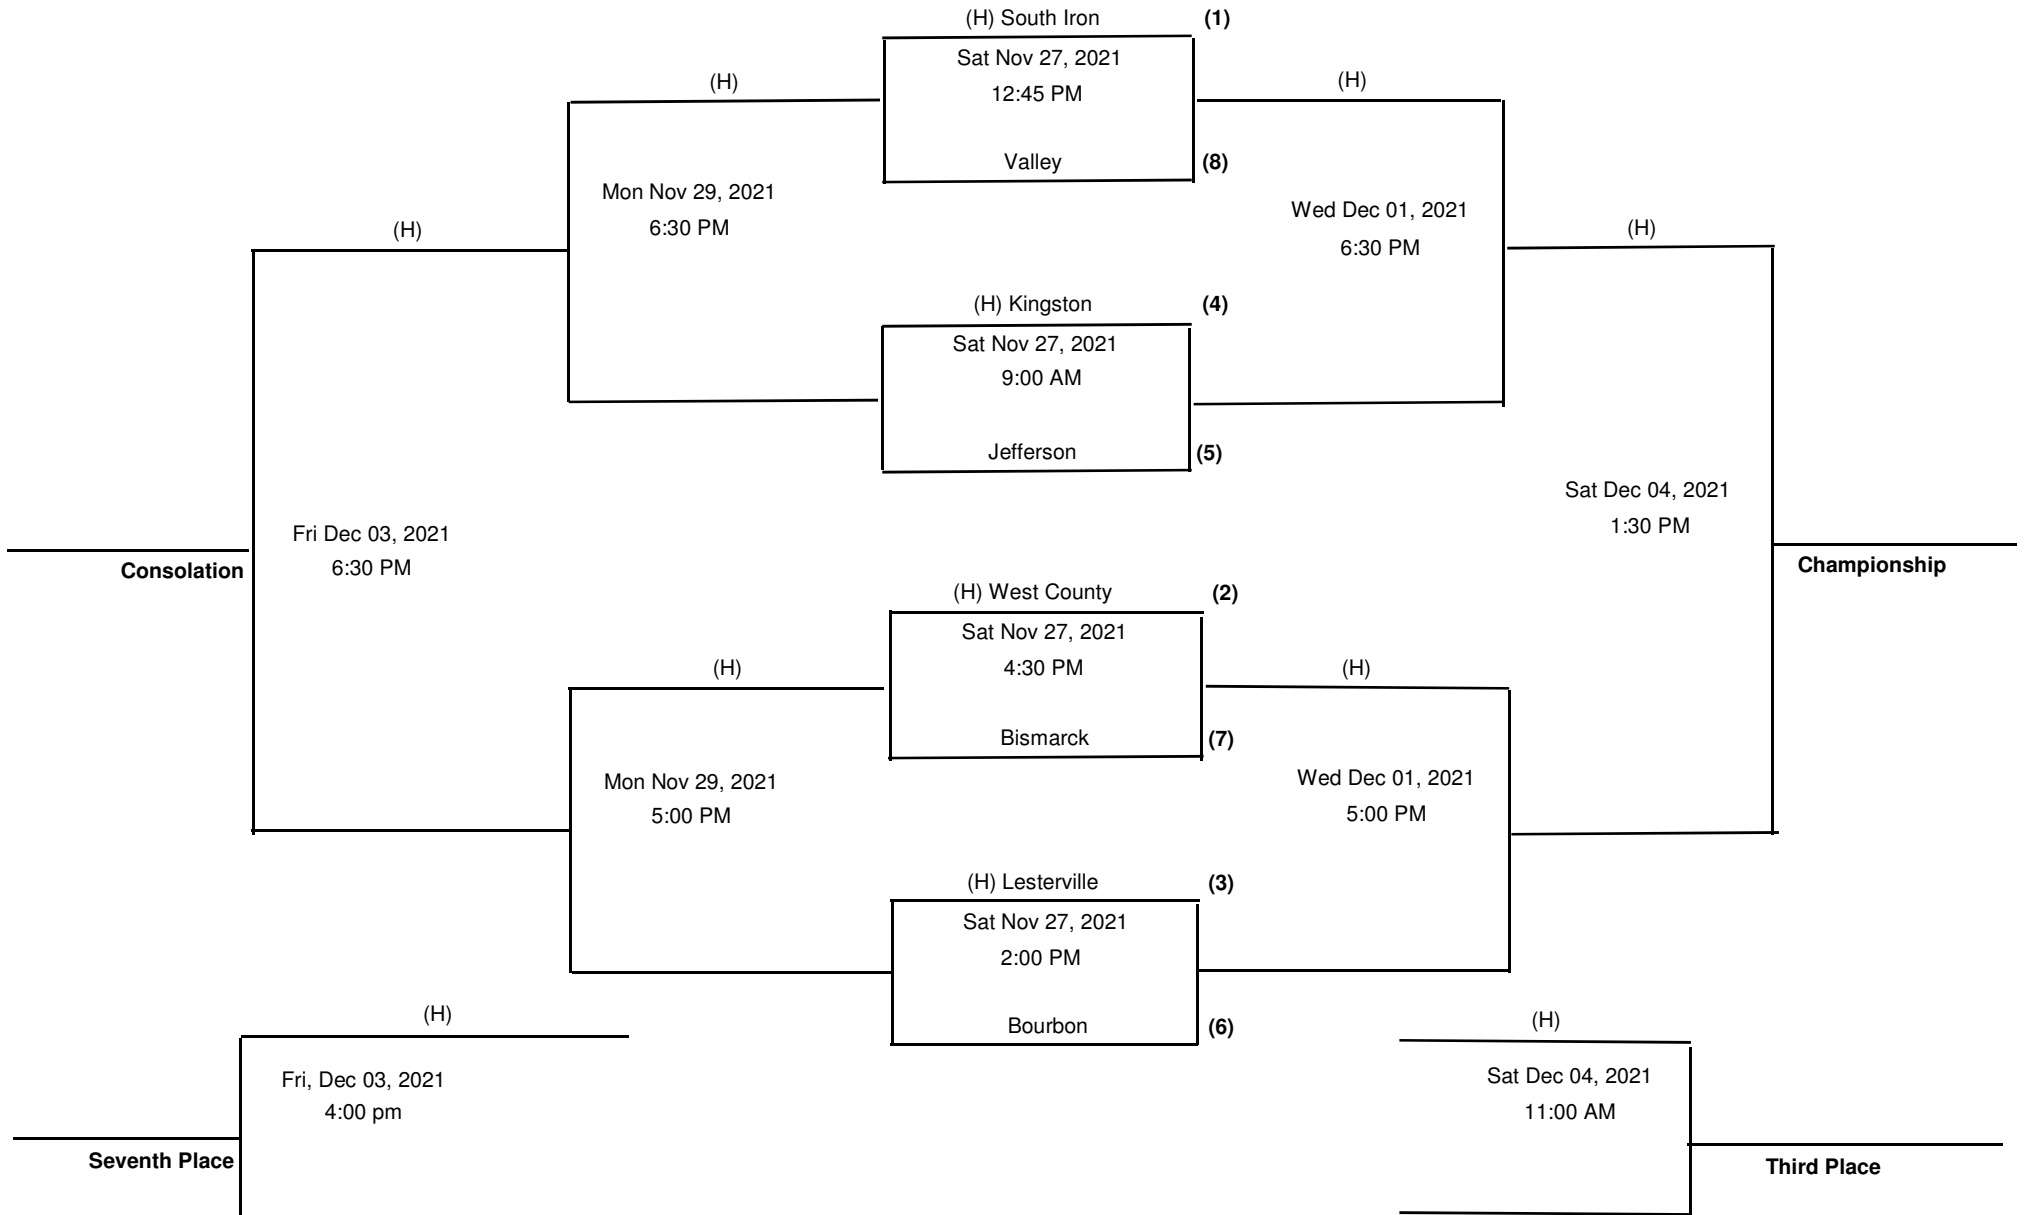 (H) South Iron (1)
Sat Nov 27, 2021
12:45 PM
Valley (8)
(H)
(H)
Mon Nov 29, 2021
6:30 PM
Wed Dec 01, 2021
6:30 PM
(H)
(H)
(H) Kingston (4)
Sat Nov 27, 2021
9:00 AM
Jefferson (5)
Fri Dec 03, 2021
6:30 PM
Consolation
Sat Dec 04, 2021
1:30 PM
Championship
(H) West County (2)
Sat Nov 27, 2021
4:30 PM
Bismarck (7)
(H)
(H)
Mon Nov 29, 2021
5:00 PM
Wed Dec 01, 2021
5:00 PM
(H) Lesterville (3)
Sat Nov 27, 2021
2:00 PM
Bourbon (6)
(H)
Fri, Dec 03, 2021
4:00 pm
Seventh Place
(H)
Sat Dec 04, 2021
11:00 AM
Third Place